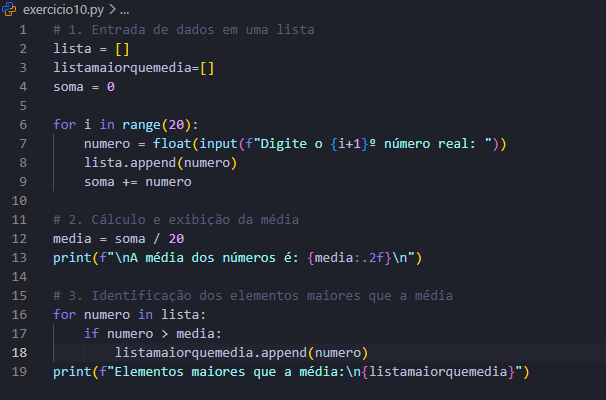 exercicio10.py > ...
1 # 1. Entrada de dados em uma lista
2 lista = []
3 listamaiorquemedia=[]
4 soma = 0
5
6 for i in range(20):
7     numero = float(input(f"Digite o {i+1}º número real: "))
8     lista.append(numero)
9     soma += numero
10
11 # 2. Cálculo e exibição da média
12 media = soma / 20
13 print(f"\nA média dos números é: {media:.2f}\n")
14
15 # 3. Identificação dos elementos maiores que a média
16 for numero in lista:
17     if numero > media:
18         listamaiorquemedia.append(numero)
19 print(f"Elementos maiores que a média:\n{listamaiorquemedia}")